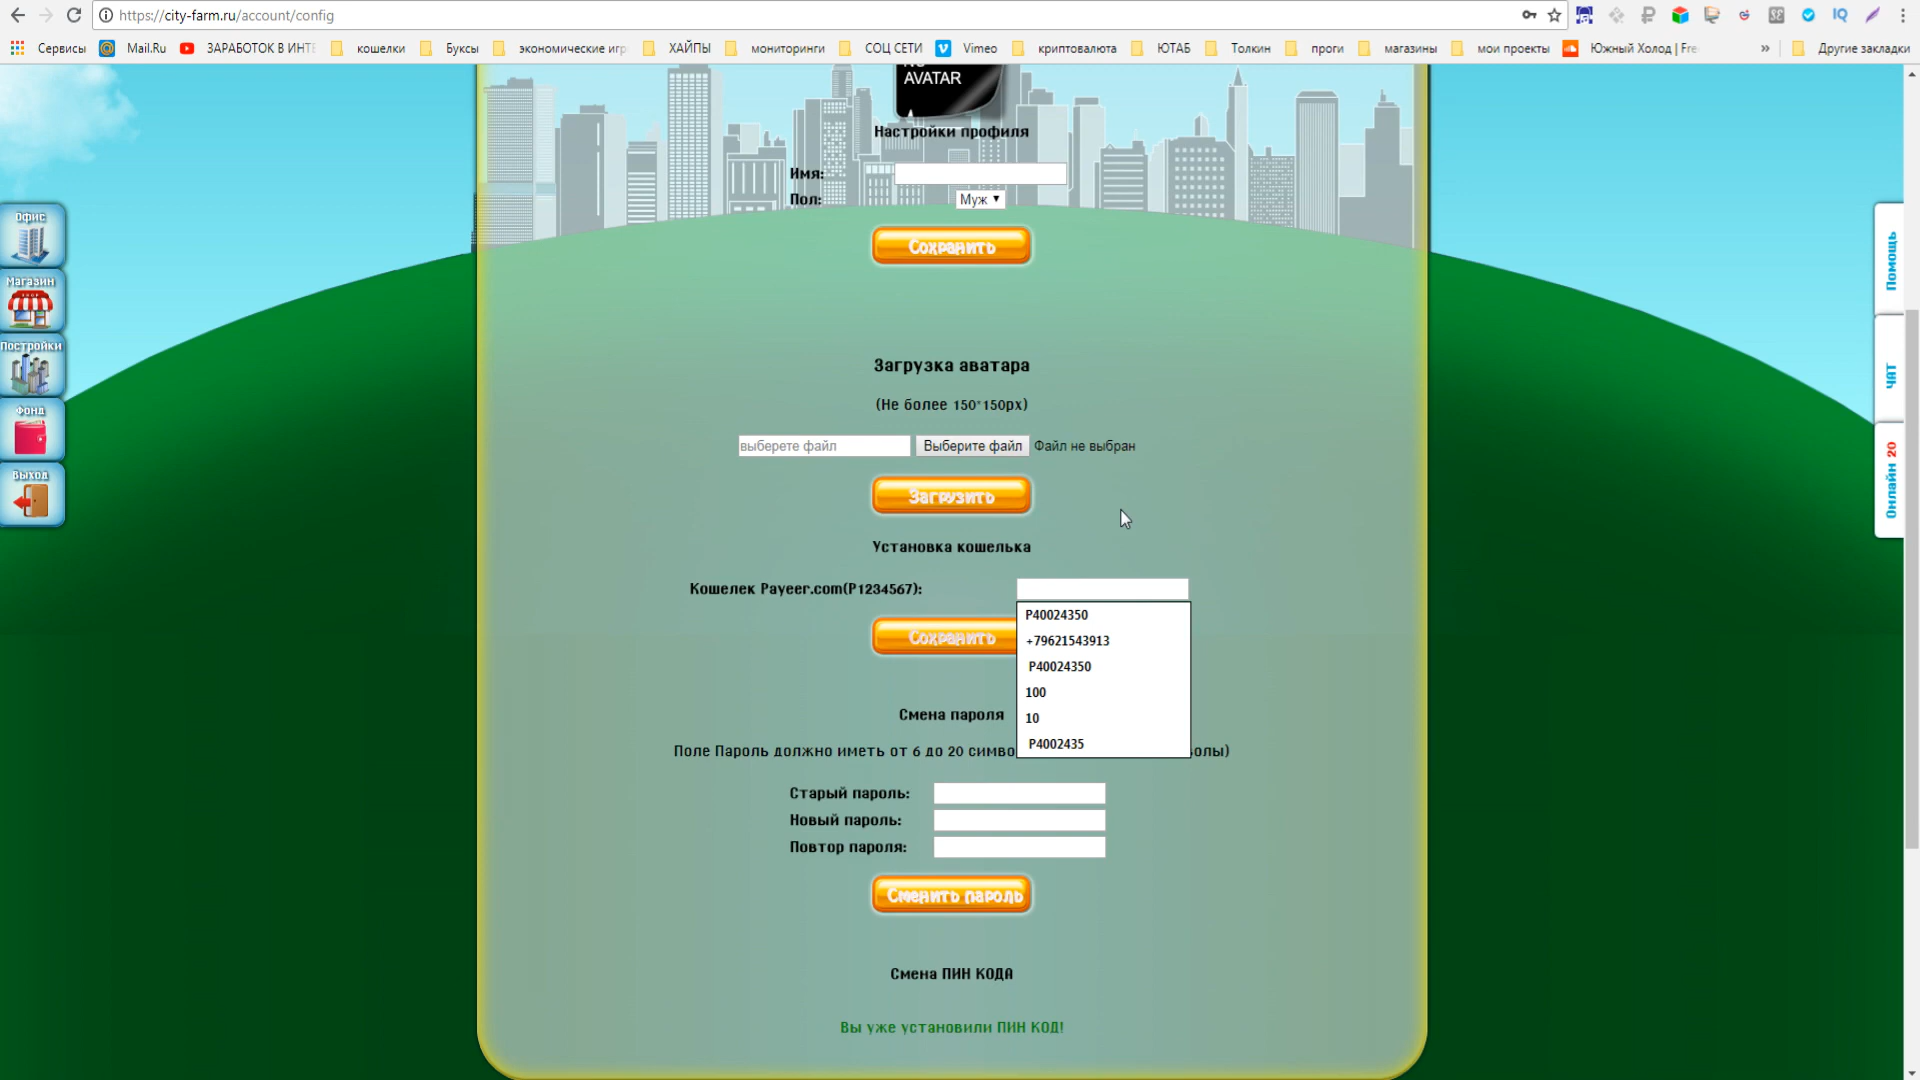 https://city-farm.ru/account/config
Сервисы
Mail.Ru
ЗАРАБОТОК В ИНТЕ
кошелки
Буксы
экономические игр
ХАЙПЫ
мониторинги
СОЦ СЕТИ
Vimeo
криптовалюта
ЮТАБ
Толкин
проги
магазины
мои проекты
Южный Холод | Fre
»
Другие закладки
AVATAR
Настройки профиля
Имя:
Пол:
Муж
Сохранить
Загрузка аватара
(Не более 150*150px)
выберете файл
Выберите файл
Файл не выбран
Загрузить
Установка кошелька
Кошелек Payeer.com(P1234567):
P40024350
+79621543913
P40024350
100
10
P4002435
Сохранить
Смена пароля
Поле Пароль должно иметь от 6 до 20 симво
олы)
Старый пароль:
Новый пароль:
Повтор пароля:
Сменить пароль
Смена ПИН КОДА
Вы уже установили ПИН КОД!
Офис
Магазин
Постройки
Фонд
Выход
Помощь
ЧАТ
Онлайн 20
IQ